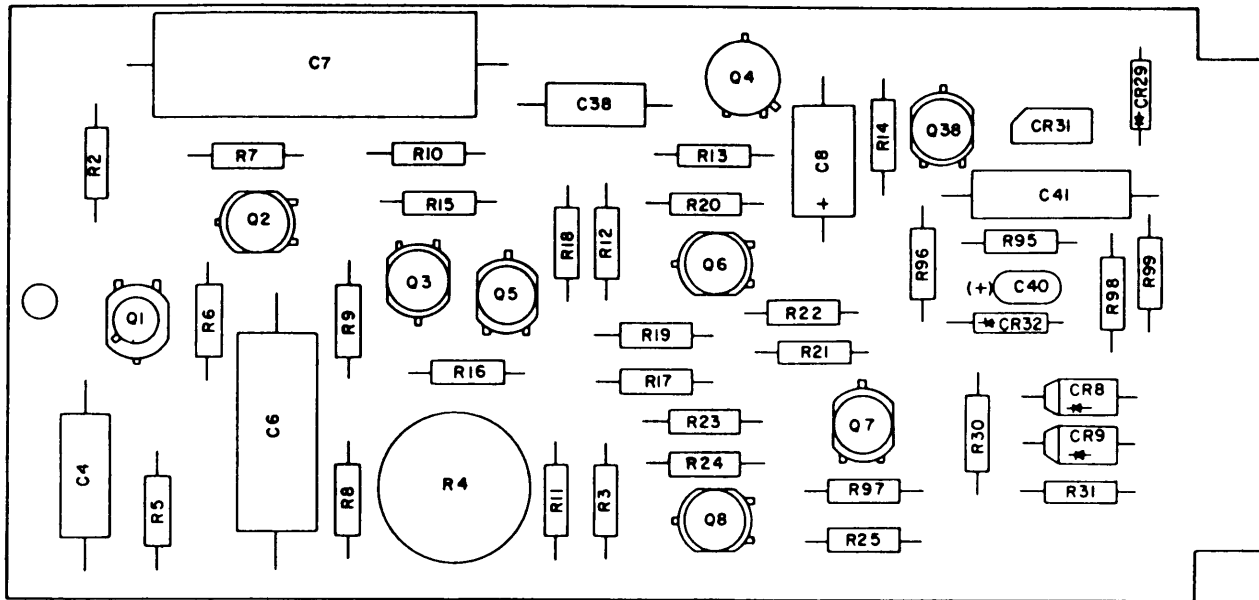 C7
Q4
C38
CR29
R2
R7
R10
R13
C8
+
R14
Q38
CR31
Q2
R15
R18
R12
R20
C41
Q3
Q5
Q6
R96
R95
R98
R99
(+) C40
Q1
R6
R9
R22
CR32
R19
R21
R16
R17
C4
C6
R23
Q7
R30
CR8
CR9
R5
R8
R4
R11
R3
R24
R97
R31
Q8
R25